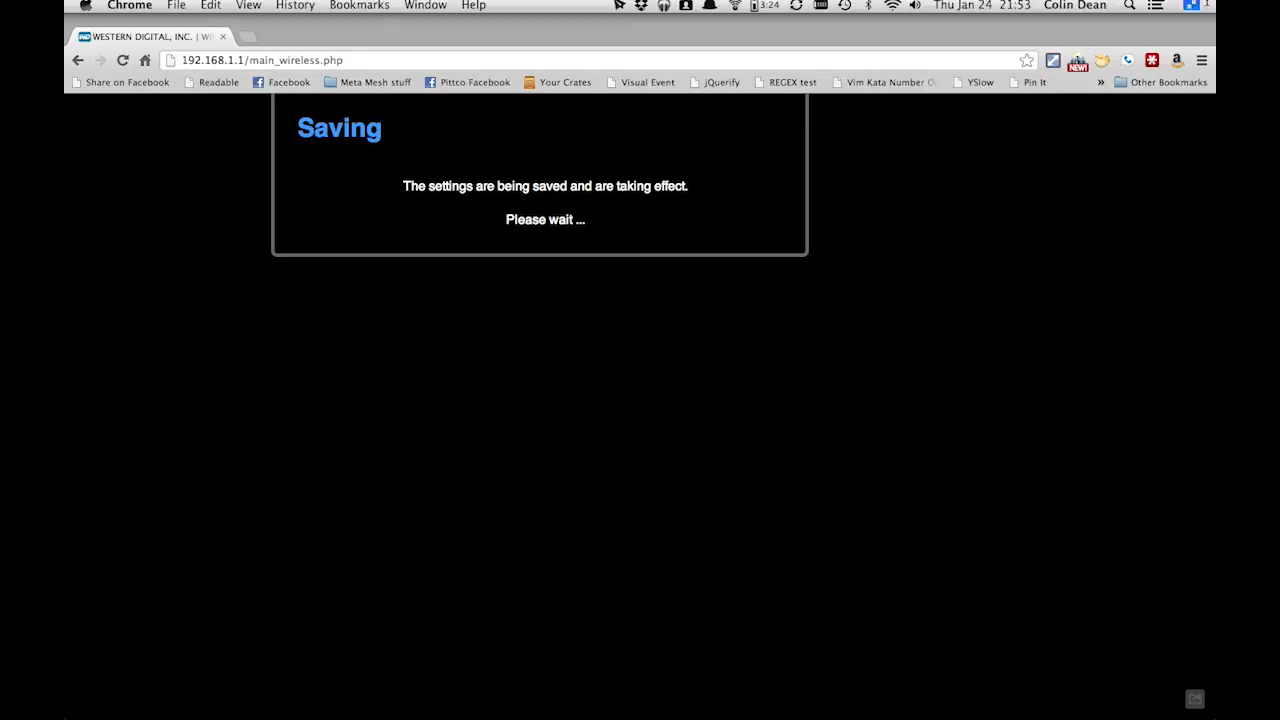 Chrome File Edit View History Bookmarks Window Help 3:24 Thu Jan 24 21:53 Colin Dean 1
WESTERN DIGITAL, INC. |
192.168.1.1/main_wireless.php NEW!
Share on Facebook Readable Facebook Meta Mesh stuff Pittco Facebook Your Crates Visual Event jQuerify REGEX test Vim Kata Number YSlow Pin It » Other Bookmarks
Saving
The settings are being saved and are taking effect.
Please wait ...